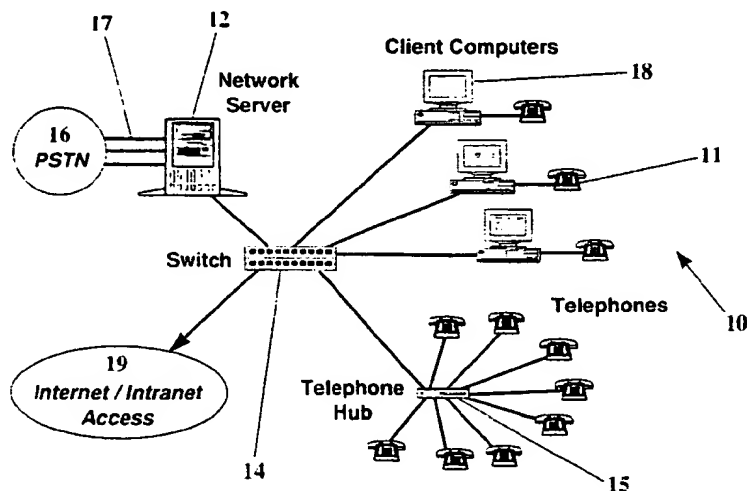 17
12
Client Computers
18
Network
Server
16
PSTN
11
Switch
Telephones
10
19
Internet / Intranet
Access
Telephone
Hub
14
15